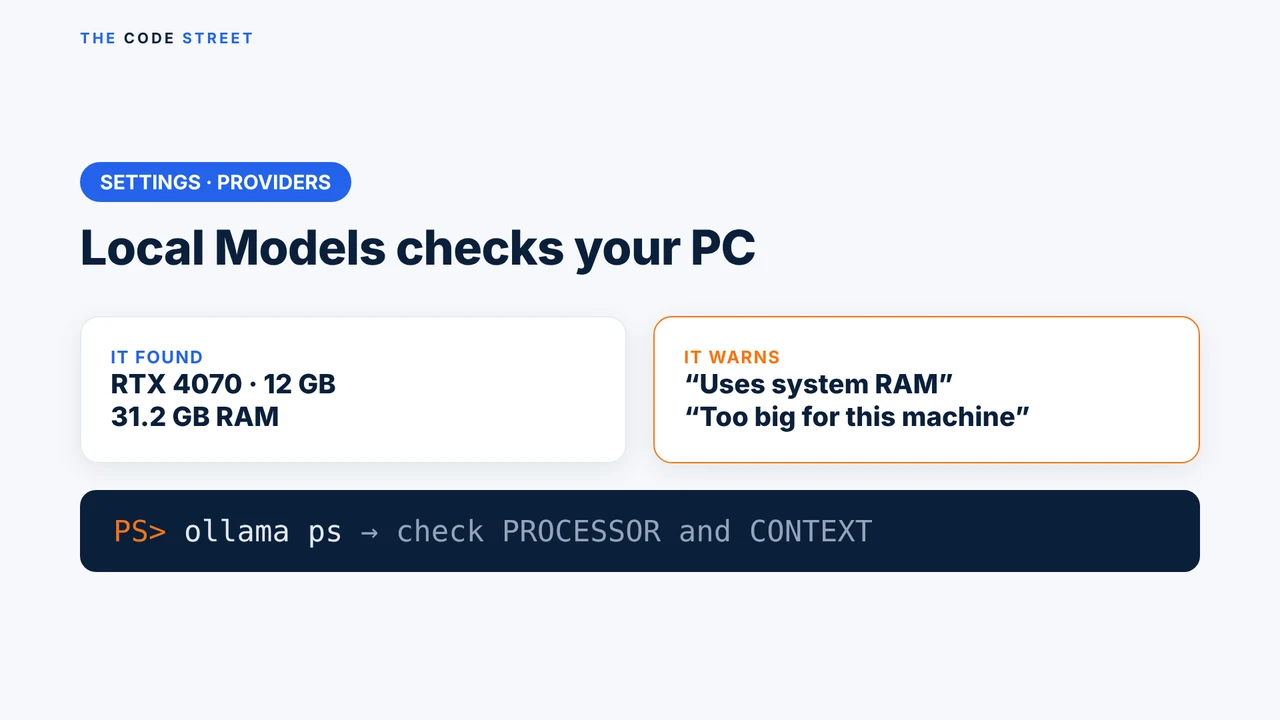 THE CODE STREET
SETTINGS · PROVIDERS
Local Models checks your PC
IT FOUND
RTX 4070 · 12 GB
31.2 GB RAM
IT WARNS
“Uses system RAM”
“Too big for this machine”
PS> ollama ps → check PROCESSOR and CONTEXT